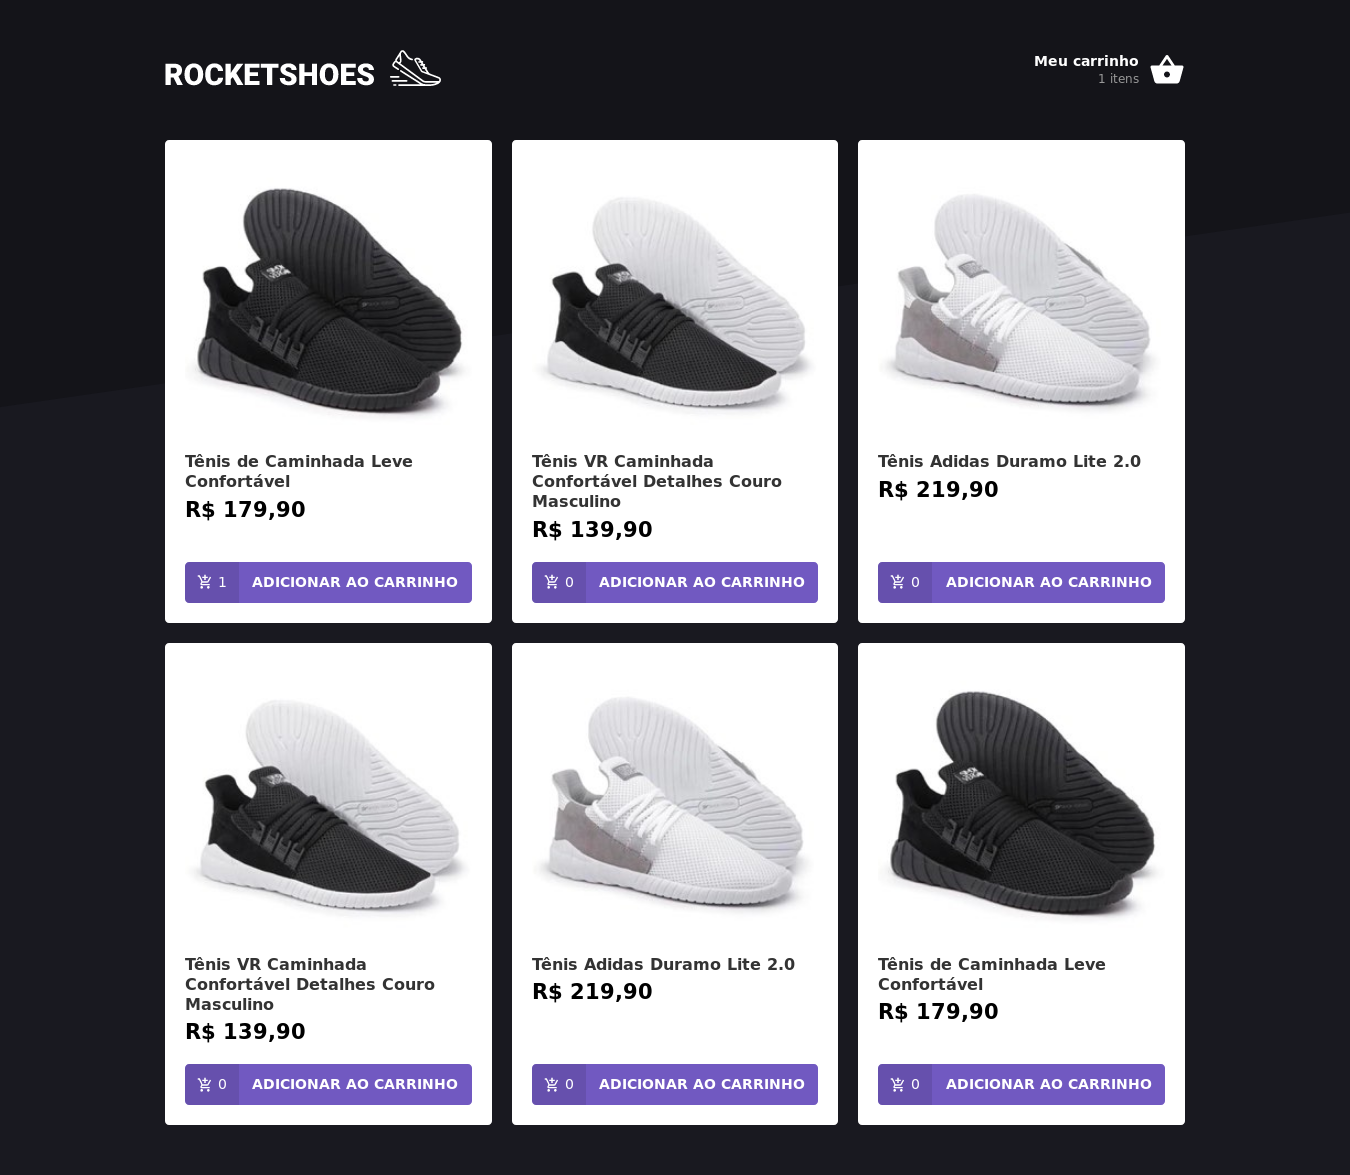 ROCKETSHOES
Meu carrinho
1 itens
Tênis de Caminhada Leve
Confortável
R$ 179,90
1 ADICIONAR AO CARRINHO
Tênis VR Caminhada
Confortável Detalhes Couro
Masculino
R$ 139,90
0 ADICIONAR AO CARRINHO
Tênis Adidas Duramo Lite 2.0
R$ 219,90
0 ADICIONAR AO CARRINHO
Tênis VR Caminhada
Confortável Detalhes Couro
Masculino
R$ 139,90
0 ADICIONAR AO CARRINHO
Tênis Adidas Duramo Lite 2.0
R$ 219,90
0 ADICIONAR AO CARRINHO
Tênis de Caminhada Leve
Confortável
R$ 179,90
0 ADICIONAR AO CARRINHO